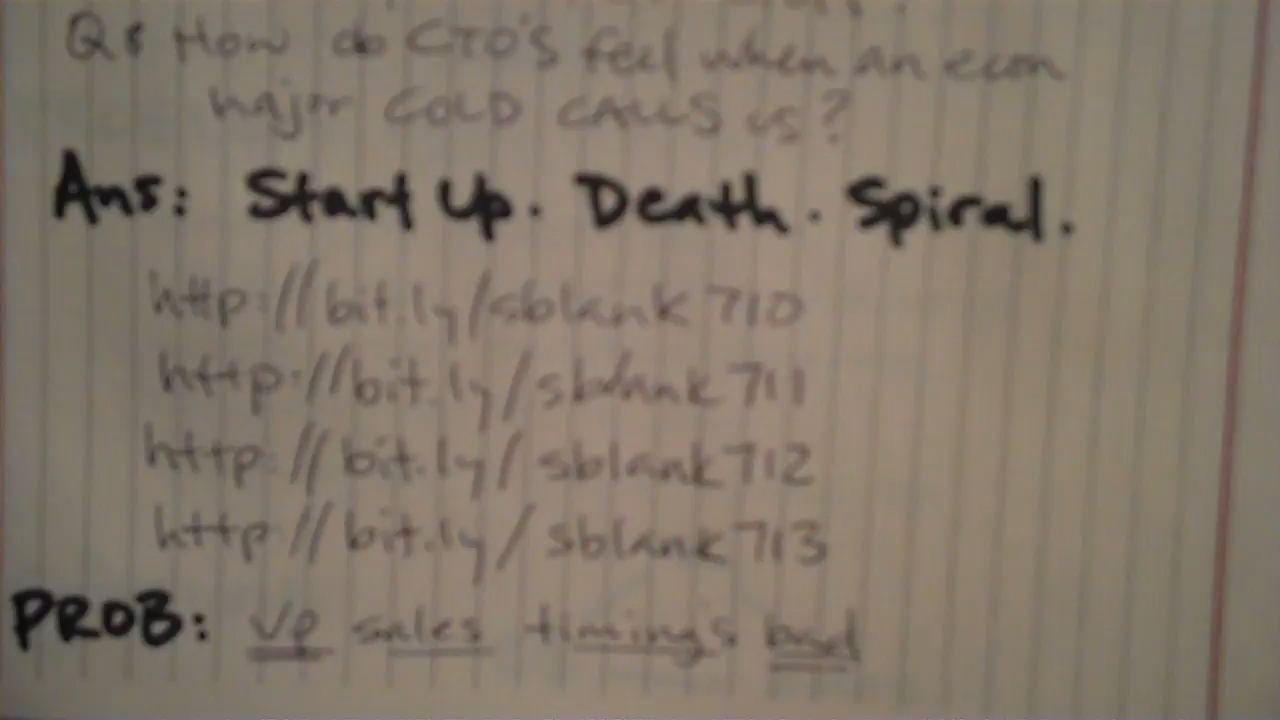 Q: How do CTO'S feel when an econ
major COLD CALLS us?
Ans: Start Up. Death. Spiral.
http://bit.ly/sblank710
http://bit.ly/sblank711
http://bit.ly/sblank712
http://bit.ly/sblank713
PROB: VP sales timings bad